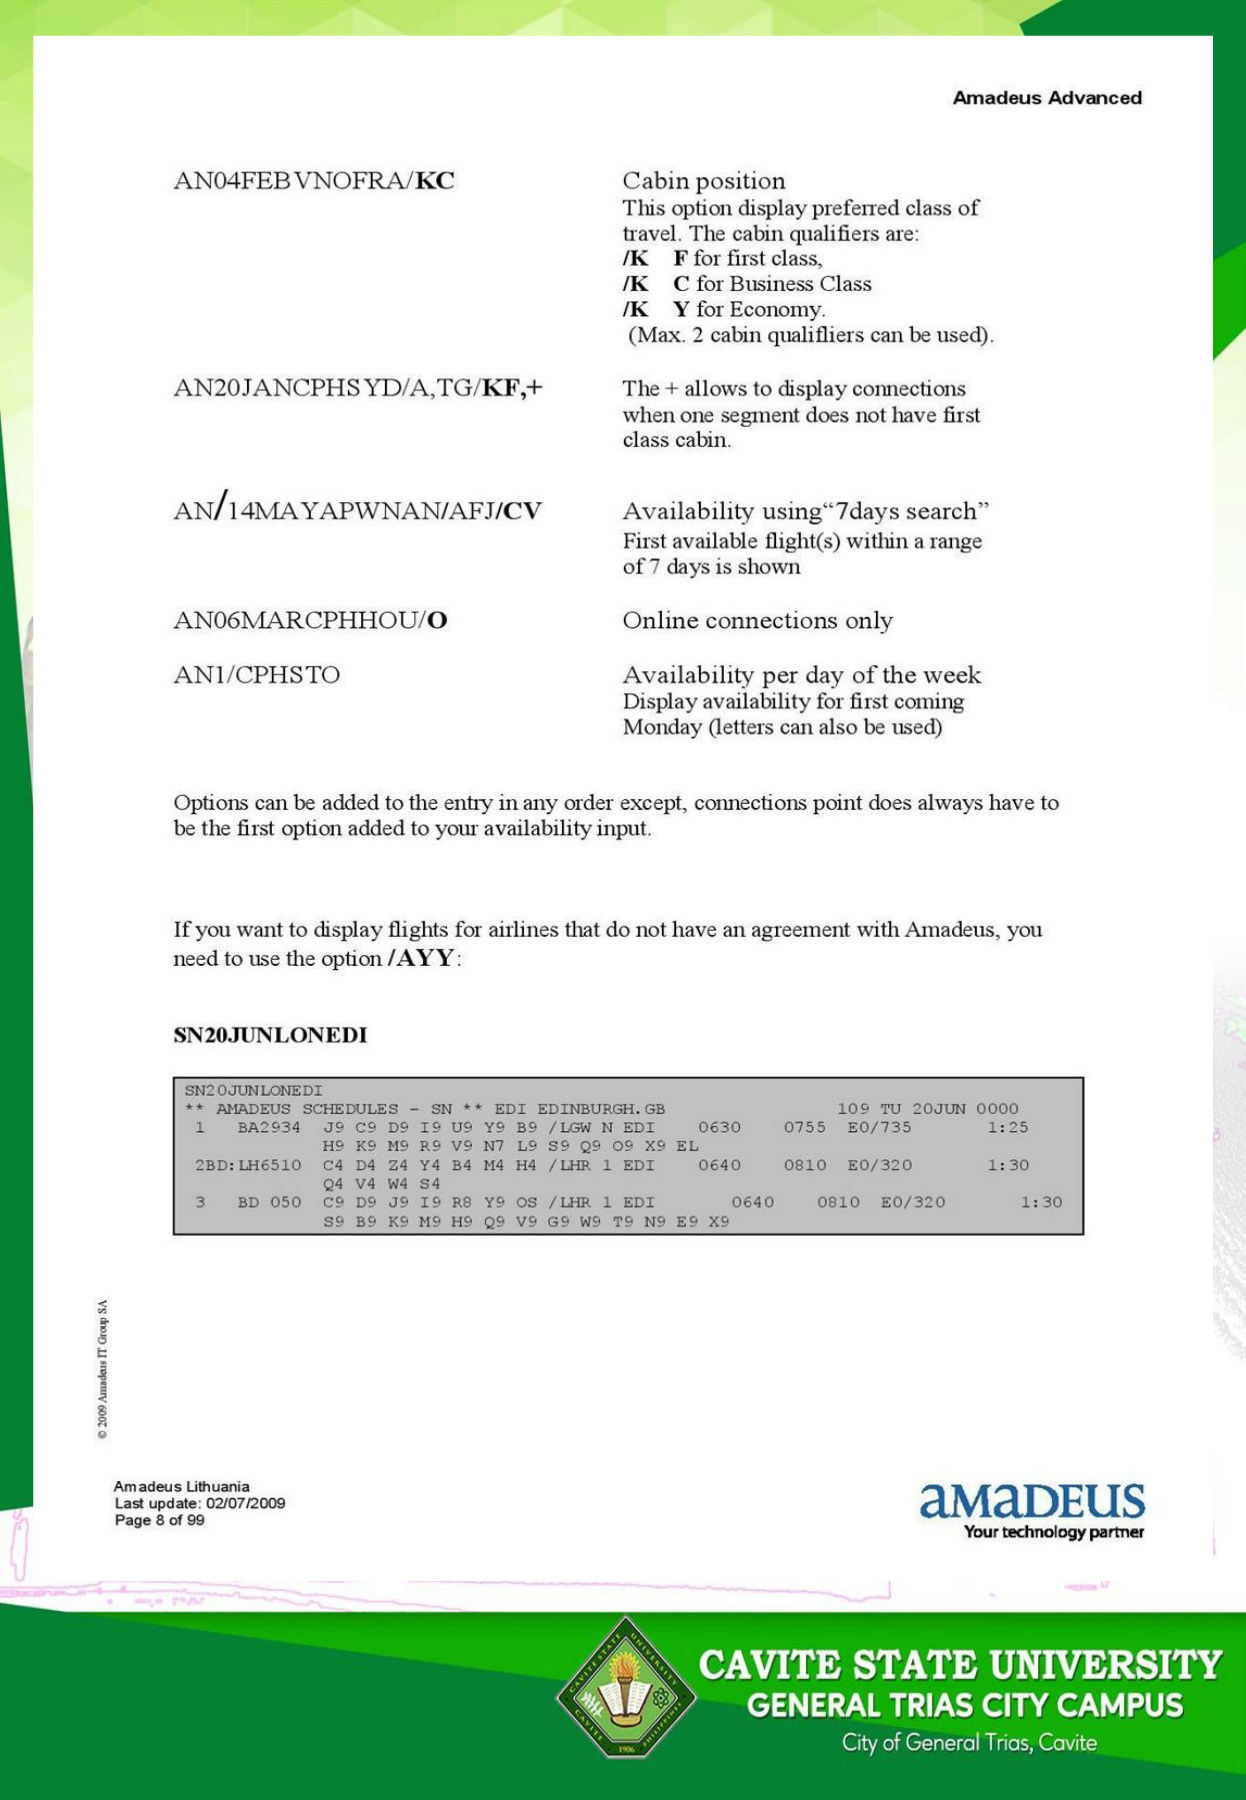 Amadeus Advanced
AN04FEBVNOFRA/KC Cabin position
This option display preferred class of
travel. The cabin qualifiers are:
/K F for first class,
/K C for Business Class
/K Y for Economy.
(Max. 2 cabin qualifliers can be used).
AN20JANCPHSYD/A,TG/KF,+ The + allows to display connections
when one segment does not have first
class cabin.
AN/14MAYAPWNAN/AFJ/CV Availability using“7days search”
First available flight(s) within a range
of 7 days is shown
AN06MARCPHHOU/O Online connections only
AN1/CPHSTO Availability per day of the week
Display availability for first coming
Monday (letters can also be used)
Options can be added to the entry in any order except, connections point does always have to
be the first option added to your availability input.
If you want to display flights for airlines that do not have an agreement with Amadeus, you
need to use the option /AYY:
SN20JUNLONEDI
SN20JUNLONEDI
** AMADEUS SCHEDULES - SN ** EDI EDINBURGH.GB 109 TU 20JUN 0000
1 BA2934 J9 C9 D9 I9 U9 Y9 B9 /LGW N EDI 0630 0755 E0/735 1:25
H9 K9 M9 R9 V9 N7 L9 S9 Q9 O9 X9 EL
2BD:LH6510 C4 D4 Z4 Y4 B4 M4 H4 /LHR 1 EDI 0640 0810 E0/320 1:30
Q4 V4 W4 S4
3 BD 050 C9 D9 J9 I9 R8 Y9 OS /LHR 1 EDI 0640 0810 E0/320 1:30
S9 B9 K9 M9 H9 Q9 V9 G9 W9 T9 N9 E9 X9
© 2009 Amadeus IT Group SA
Amadeus Lithuania
Last update: 02/07/2009
Page 8 of 99
aMaDEUS
Your technology partner
CAVITE STATE UNIVERSITY
CAVITE PHILIPPINES
1906
CAVITE STATE UNIVERSITY
GENERAL TRIAS CITY CAMPUS
City of General Trias, Cavite